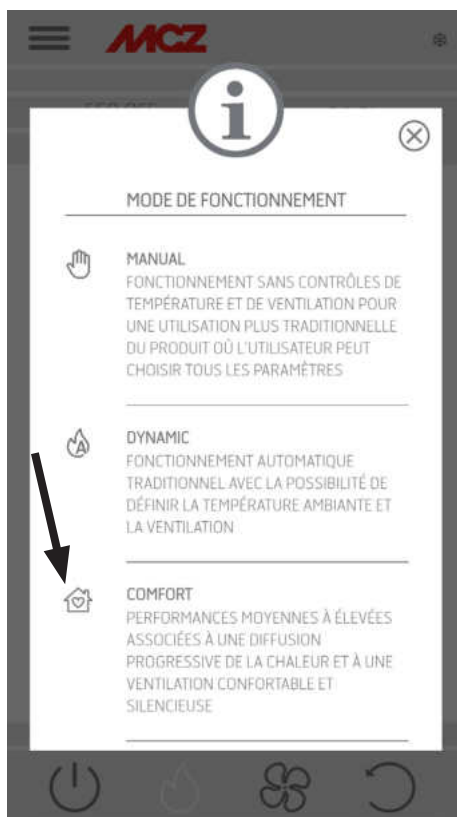 MCZ
MODE DE FONCTIONNEMENT
MANUAL
FONCTIONNEMENT SANS CONTRÔLES DE
TEMPÉRATURE ET DE VENTILATION POUR
UNE UTILISATION PLUS TRADITIONNELLE
DU PRODUIT OÙ L'UTILISATEUR PEUT
CHOISIR TOUS LES PARAMÈTRES
DYNAMIC
FONCTIONNEMENT AUTOMATIQUE
TRADITIONNEL AVEC LA POSSIBILITÉ DE
DÉFINIR LA TEMPÉRATURE AMBIANTE ET
LA VENTILATION
COMFORT
PERFORMANCES MOYENNES À ÉLEVÉES
ASSOCIÉES À UNE DIFFUSION
PROGRESSIVE DE LA CHALEUR ET À UNE
VENTILATION CONFORTABLE ET
SILENCIEUSE